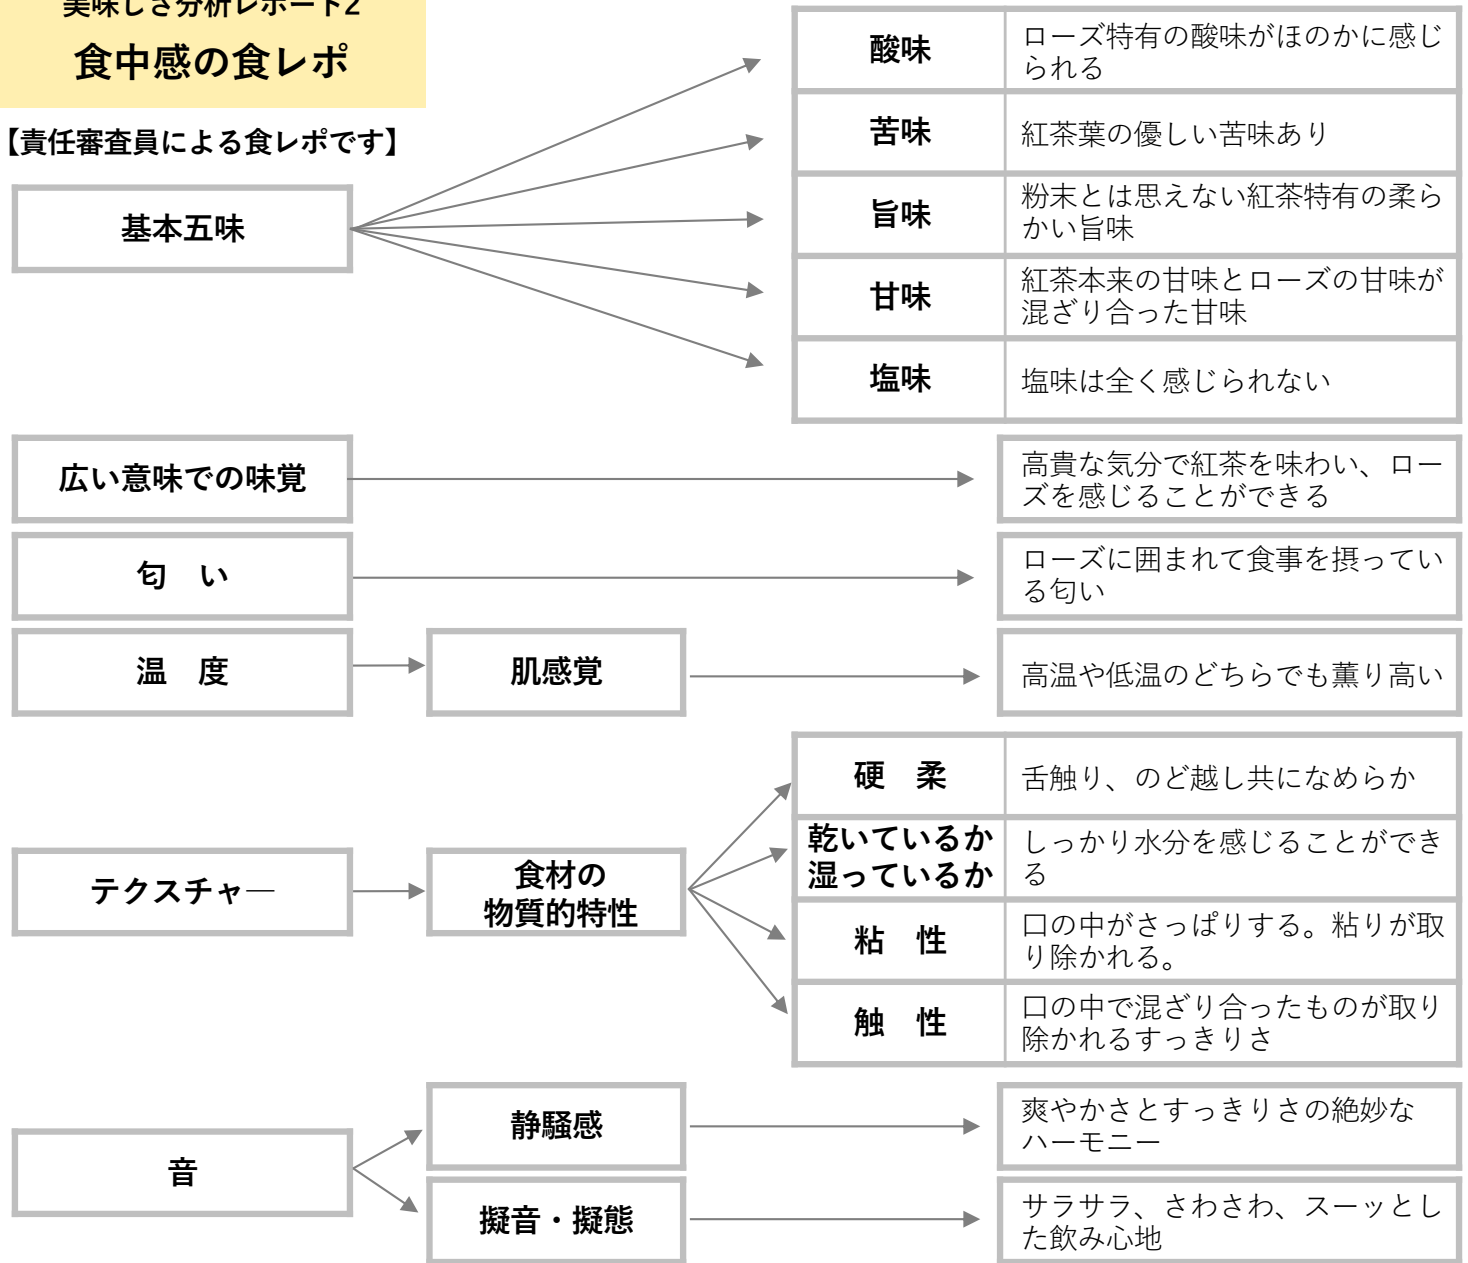 美味しさ分析レポート2
食中感の食レポ
【責任審査員による食レポです】
基本五味
酸味
ローズ特有の酸味がほのかに感じ
られる
苦味
紅茶葉の優しい苦味あり
旨味
粉末とは思えない紅茶特有の柔ら
かい旨味
甘味
紅茶本来の甘味とローズの甘味が
混ざり合った甘味
塩味
塩味は全く感じられない
広い意味での味覚
高貴な気分で紅茶を味わい、ロー
ズを感じることができる
匂　い
ローズに囲まれて食事を摂ってい
る匂い
温　度
肌感覚
高温や低温のどちらでも薫り高い
テクスチャ―
食材の
物質的特性
硬　柔
舌触り、のど越し共になめらか
乾いているか
湿っているか
しっかり水分を感じることができ
る
粘　性
口の中がさっぱりする。粘りが取
り除かれる。
触　性
口の中で混ざり合ったものが取り
除かれるすっきりさ
音
静騒感
爽やかさとすっきりさの絶妙な
ハーモニー
擬音・擬態
サラサラ、さわさわ、スーッとし
た飲み心地